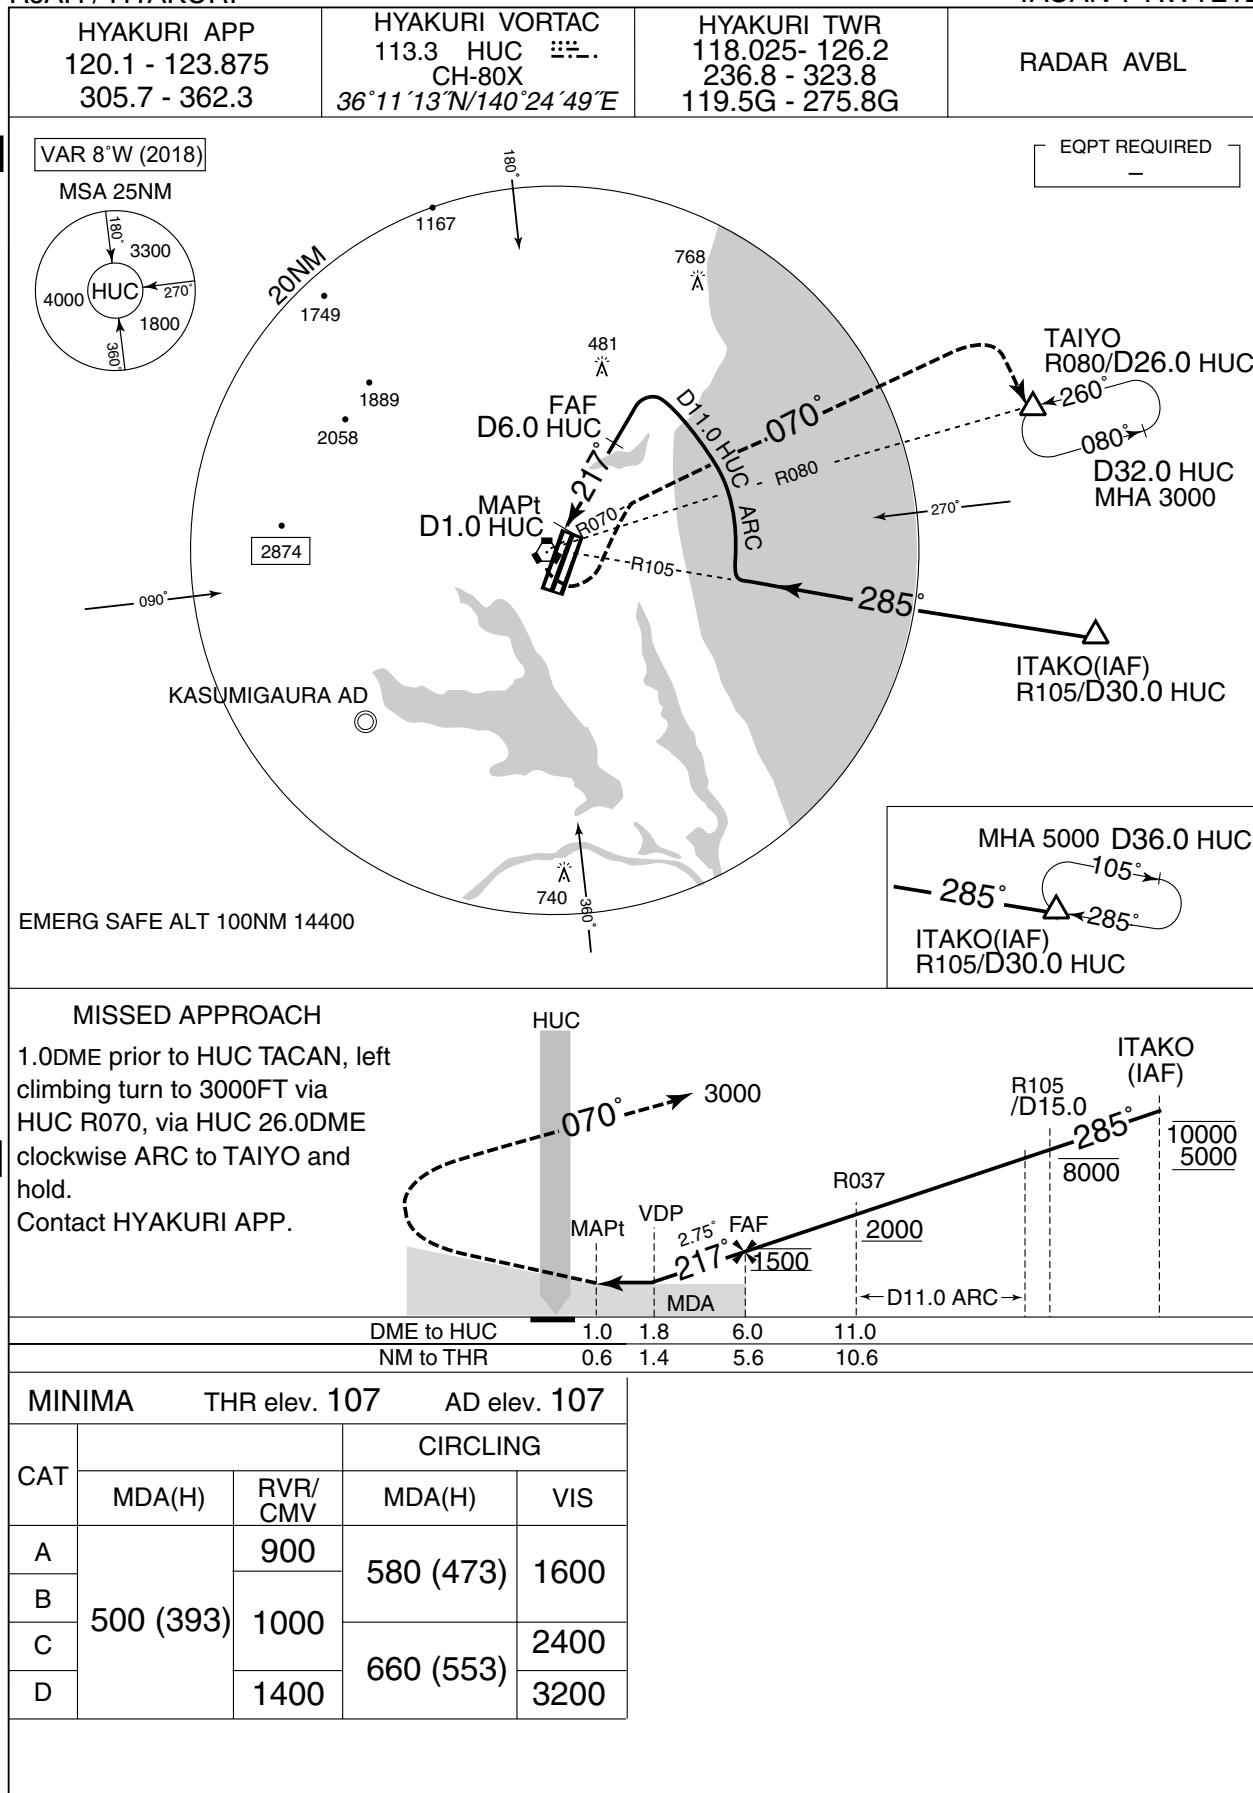 HYAKURI APP
120.1 - 123.875
305.7 - 362.3
HYAKURI VORTAC
113.3 HUC
CH-80X
36°11´13˝N/140°24´49˝E
HYAKURI TWR
118.025- 126.2
236.8 - 323.8
119.5G - 275.8G
RADAR AVBL
VAR 8°W (2018)
MSA 25NM
180°
3300
4000
HUC
270°
1800
360°
EQPT REQUIRED
–
180°
1167
20NM
768
1749
481
1889
2058
FAF
D6.0 HUC
217°
D11.0 HUC ARC
070°
TAIYO
R080/D26.0 HUC
260°
080°
D32.0 HUC
MHA 3000
R080
MAPt
D1.0 HUC
R070
270°
2874
R105
090°
285°
ITAKO(IAF)
R105/D30.0 HUC
KASUMIGAURA AD
740
360°
EMERG SAFE ALT 100NM 14400
MHA 5000 D36.0 HUC
105°
285°
285°
ITAKO(IAF)
R105/D30.0 HUC
MISSED APPROACH
1.0DME prior to HUC TACAN, left
climbing turn to 3000FT via
HUC R070, via HUC 26.0DME
clockwise ARC to TAIYO and
hold.
Contact HYAKURI APP.
HUC
070°
3000
ITAKO
(IAF)
R105
/D15.0
285°
10000
5000
8000
R037
2000
VDP
MAPt
2.75°
FAF
217°
1500
D11.0 ARC
MDA
DME to HUC 1.0 1.8 6.0 11.0
NM to THR 0.6 1.4 5.6 10.6
MINIMA THR elev. 107 AD elev. 107
CAT
CIRCLING
MDA(H)
RVR/
CMV
MDA(H)
VIS
A
B
C
D
500 (393)
900
1000
1400
580 (473)
660 (553)
1600
2400
3200